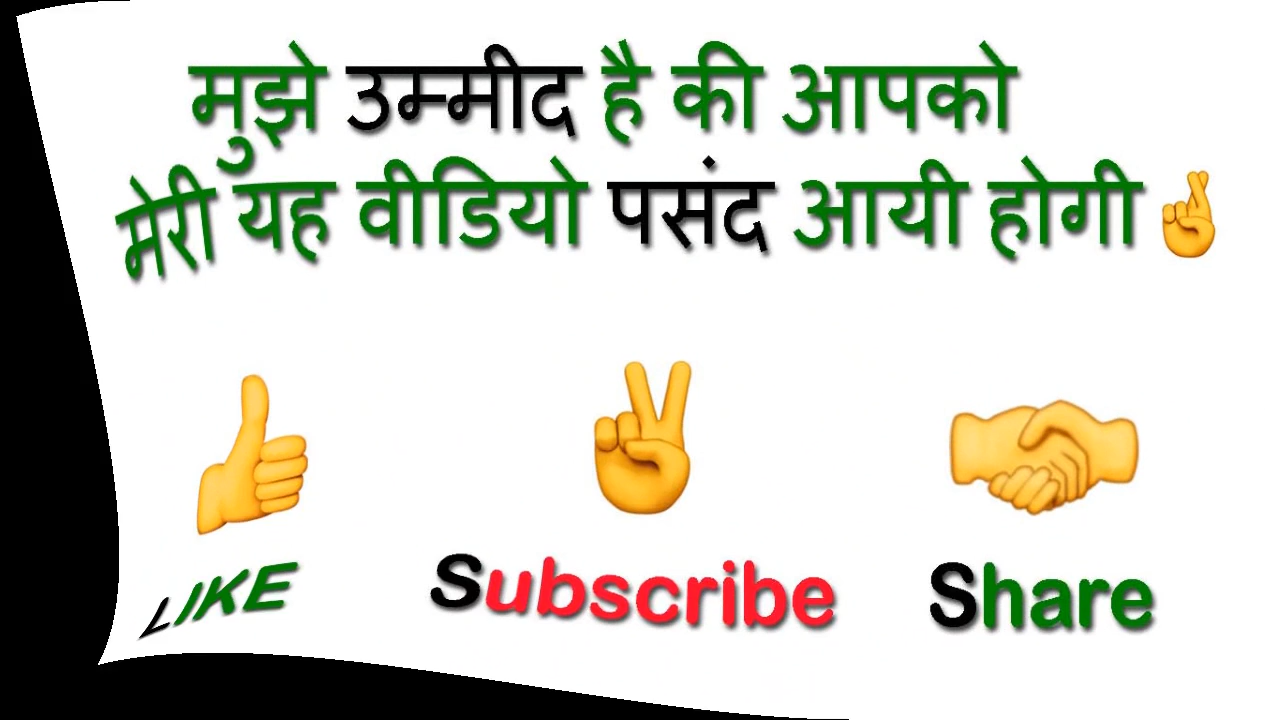 मुझे उम्मीद है की आपको
मेरी यह वीडियो पसंद आयी होगी🤞
LIKE Subscribe Share